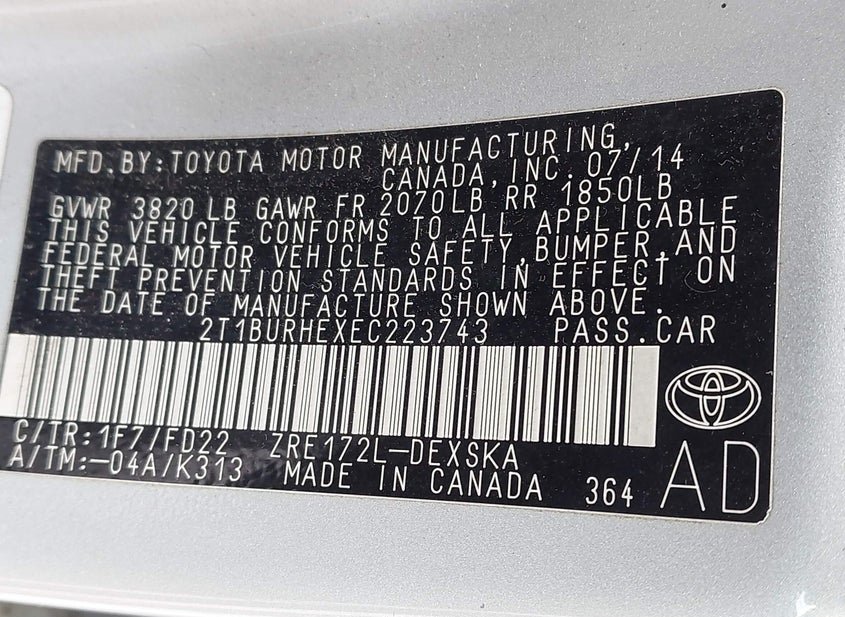 MFD.BY:TOYOTA MOTOR MANUFACTURING,
CANADA,INC. 07/14
GVWR 3820 LB GAWR FR 2070LB RR 1850LB
THIS VEHICLE CONFORMS TO ALL APPLICABLE
FEDERAL MOTOR VEHICLE SAFETY,BUMPER,AND
THEFT PREVENTION STANDARDS IN EFFECT ON
THE DATE OF MANUFACTURE SHOWN ABOVE.
2T1BURHEXEC223743 PASS.CAR
C/TR:1F7/FD22 ZRE172L-DEXSKA
A/TM:-04A/K313 MADE IN CANADA 364 AD